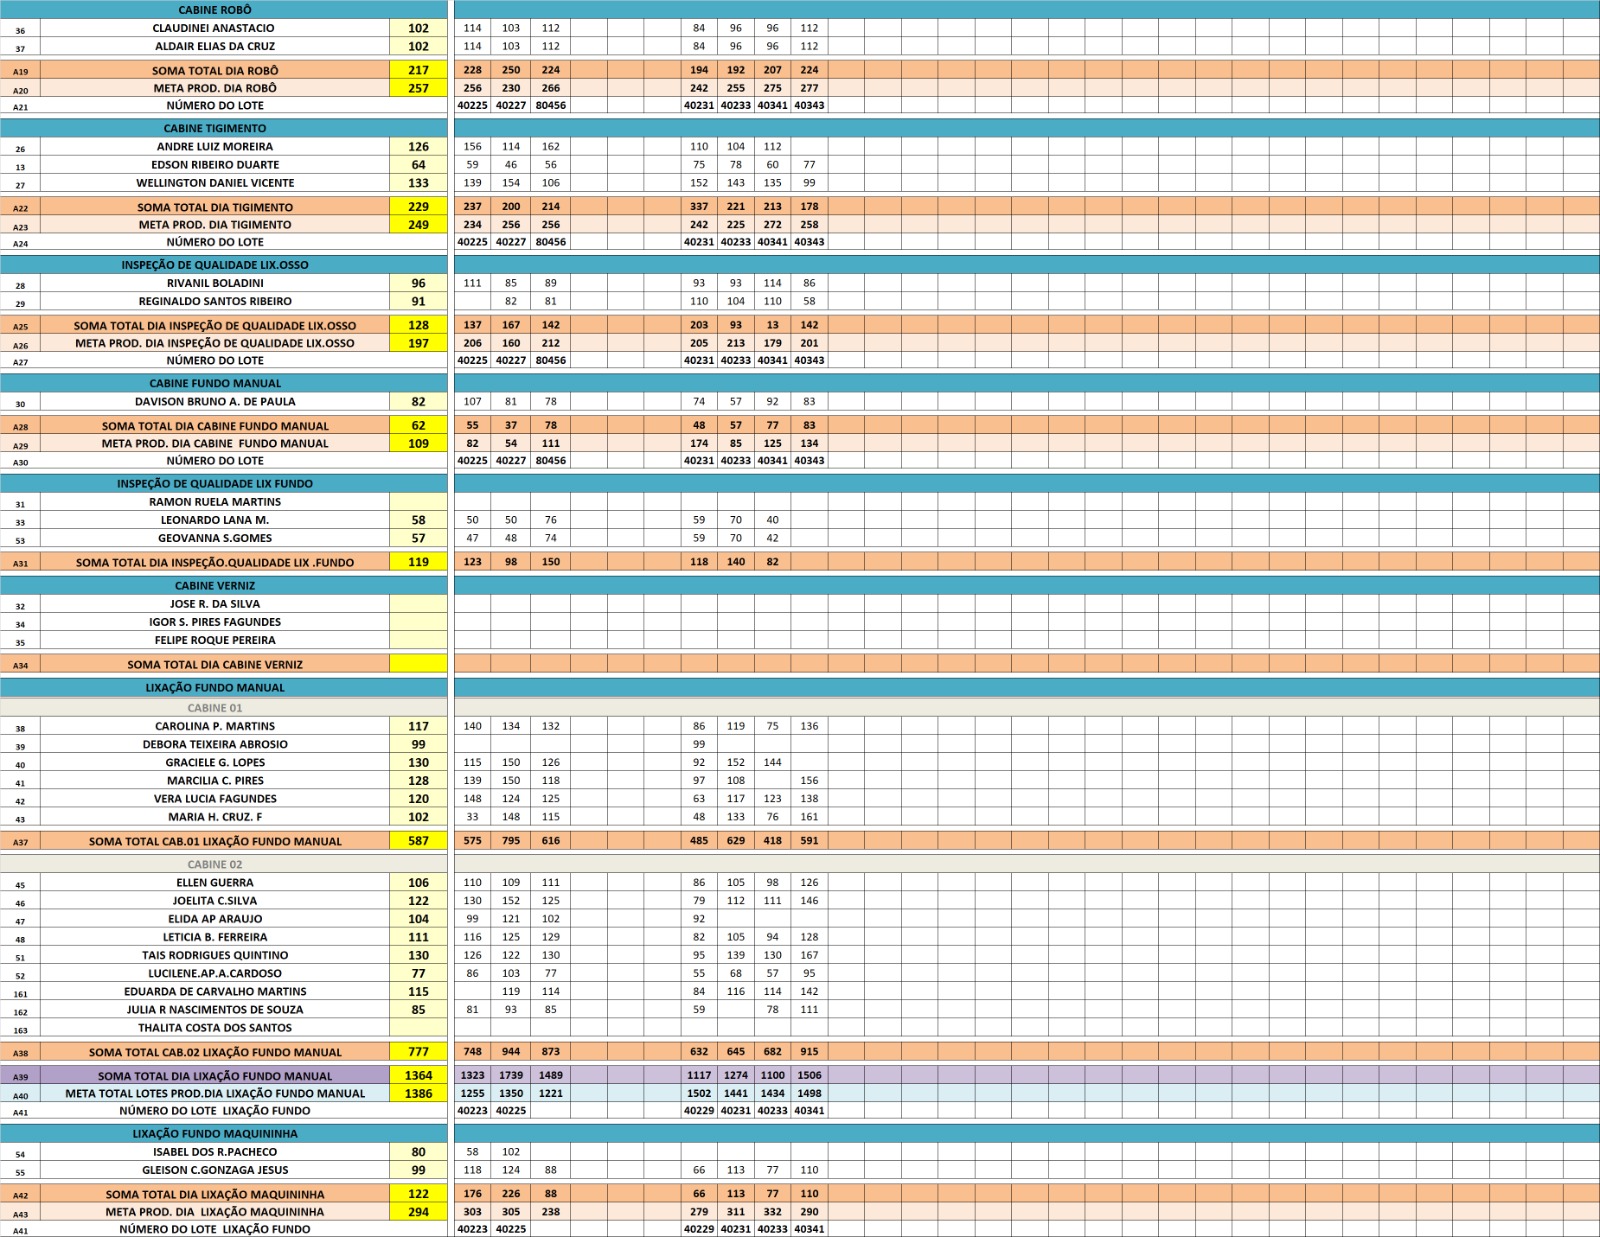 CABINE ROBÔ
36 CLAUDINEI ANASTACIO 102 114 103 112 84 96 96 112
37 ALDAIR ELIAS DA CRUZ 102 114 103 112 84 96 96 112
A19 SOMA TOTAL DIA ROBÔ 217 228 250 224 194 192 207 224
A20 META PROD. DIA ROBÔ 257 256 230 266 242 255 275 277
A21 NÚMERO DO LOTE 40225 40227 80456 40231 40233 40341 40343
CABINE TIGIMENTO
26 ANDRE LUIZ MOREIRA 126 156 114 162 110 104 112
13 EDSON RIBEIRO DUARTE 64 59 46 56 75 78 60 77
27 WELLINGTON DANIEL VICENTE 133 139 154 106 152 143 135 99
A22 SOMA TOTAL DIA TIGIMENTO 229 237 200 214 337 221 213 178
A23 META PROD. DIA TIGIMENTO 249 234 256 256 242 225 272 258
A24 NÚMERO DO LOTE 40225 40227 80456 40231 40233 40341 40343
INSPEÇÃO DE QUALIDADE LIX.OSSO
28 RIVANIL BOLADINI 96 111 85 89 93 93 114 86
29 REGINALDO SANTOS RIBEIRO 91 82 81 110 104 110 58
A25 SOMA TOTAL DIA INSPEÇÃO DE QUALIDADE LIX.OSSO 128 137 167 142 203 93 13 142
A26 META PROD. DIA INSPEÇÃO DE QUALIDADE LIX.OSSO 197 206 160 212 205 213 179 201
A27 NÚMERO DO LOTE 40225 40227 80456 40231 40233 40341 40343
CABINE FUNDO MANUAL
30 DAVISON BRUNO A. DE PAULA 82 107 81 78 74 57 92 83
A28 SOMA TOTAL DIA CABINE FUNDO MANUAL 62 55 37 78 48 57 77 83
A29 META PROD. DIA CABINE FUNDO MANUAL 109 82 54 111 174 85 125 134
A30 NÚMERO DO LOTE 40225 40227 80456 40231 40233 40341 40343
INSPEÇÃO DE QUALIDADE LIX FUNDO
31 RAMON RUELA MARTINS
33 LEONARDO LANA M. 58 50 50 76 59 70 40
53 GEOVANNA S.GOMES 57 47 48 74 59 70 42
A31 SOMA TOTAL DIA INSPEÇÃO.QUALIDADE LIX .FUNDO 119 123 98 150 118 140 82
CABINE VERNIZ
32 JOSE R. DA SILVA
34 IGOR S. PIRES FAGUNDES
35 FELIPE ROQUE PEREIRA
A34 SOMA TOTAL DIA CABINE VERNIZ
LIXAÇÃO FUNDO MANUAL
CABINE 01
38 CAROLINA P. MARTINS 117 140 134 132 86 119 75 136
39 DEBORA TEIXEIRA ABROSIO 99 99
40 GRACIELE G. LOPES 130 115 150 126 92 152 144
41 MARCILIA C. PIRES 128 139 150 118 97 108 156
42 VERA LUCIA FAGUNDES 120 148 124 125 63 117 123 138
43 MARIA H. CRUZ. F 102 33 148 115 48 133 76 161
A37 SOMA TOTAL CAB.01 LIXAÇÃO FUNDO MANUAL 587 575 795 616 485 629 418 591
CABINE 02
45 ELLEN GUERRA 106 110 109 111 86 105 98 126
46 JOELITA C.SILVA 122 130 152 125 79 112 111 146
47 ELIDA AP ARAUJO 104 99 121 102 92
48 LETICIA B. FERREIRA 111 116 125 129 82 105 94 128
51 TAIS RODRIGUES QUINTINO 130 126 122 130 95 139 130 167
52 LUCILENE.AP.A.CARDOSO 77 86 103 77 55 68 57 95
161 EDUARDA DE CARVALHO MARTINS 115 119 114 84 116 114 142
162 JULIA R NASCIMENTOS DE SOUZA 85 81 93 85 59 78 111
163 THALITA COSTA DOS SANTOS
A38 SOMA TOTAL CAB.02 LIXAÇÃO FUNDO MANUAL 777 748 944 873 632 645 682 915
A39 SOMA TOTAL DIA LIXAÇÃO FUNDO MANUAL 1364 1323 1739 1489 1117 1274 1100 1506
A40 META TOTAL LOTES PROD.DIA LIXAÇÃO FUNDO MANUAL 1386 1255 1350 1221 1502 1441 1434 1498
A41 NÚMERO DO LOTE LIXAÇÃO FUNDO 40223 40225 40229 40231 40233 40341
LIXAÇÃO FUNDO MAQUININHA
54 ISABEL DOS R.PACHECO 80 58 102
55 GLEISON C.GONZAGA JESUS 99 118 124 88 66 113 77 110
A42 SOMA TOTAL DIA LIXAÇÃO MAQUININHA 122 176 226 88 66 113 77 110
A43 META PROD. DIA LIXAÇÃO MAQUININHA 294 303 305 238 279 311 332 290
A41 NÚMERO DO LOTE LIXAÇÃO FUNDO 40223 40225 40229 40231 40233 40341